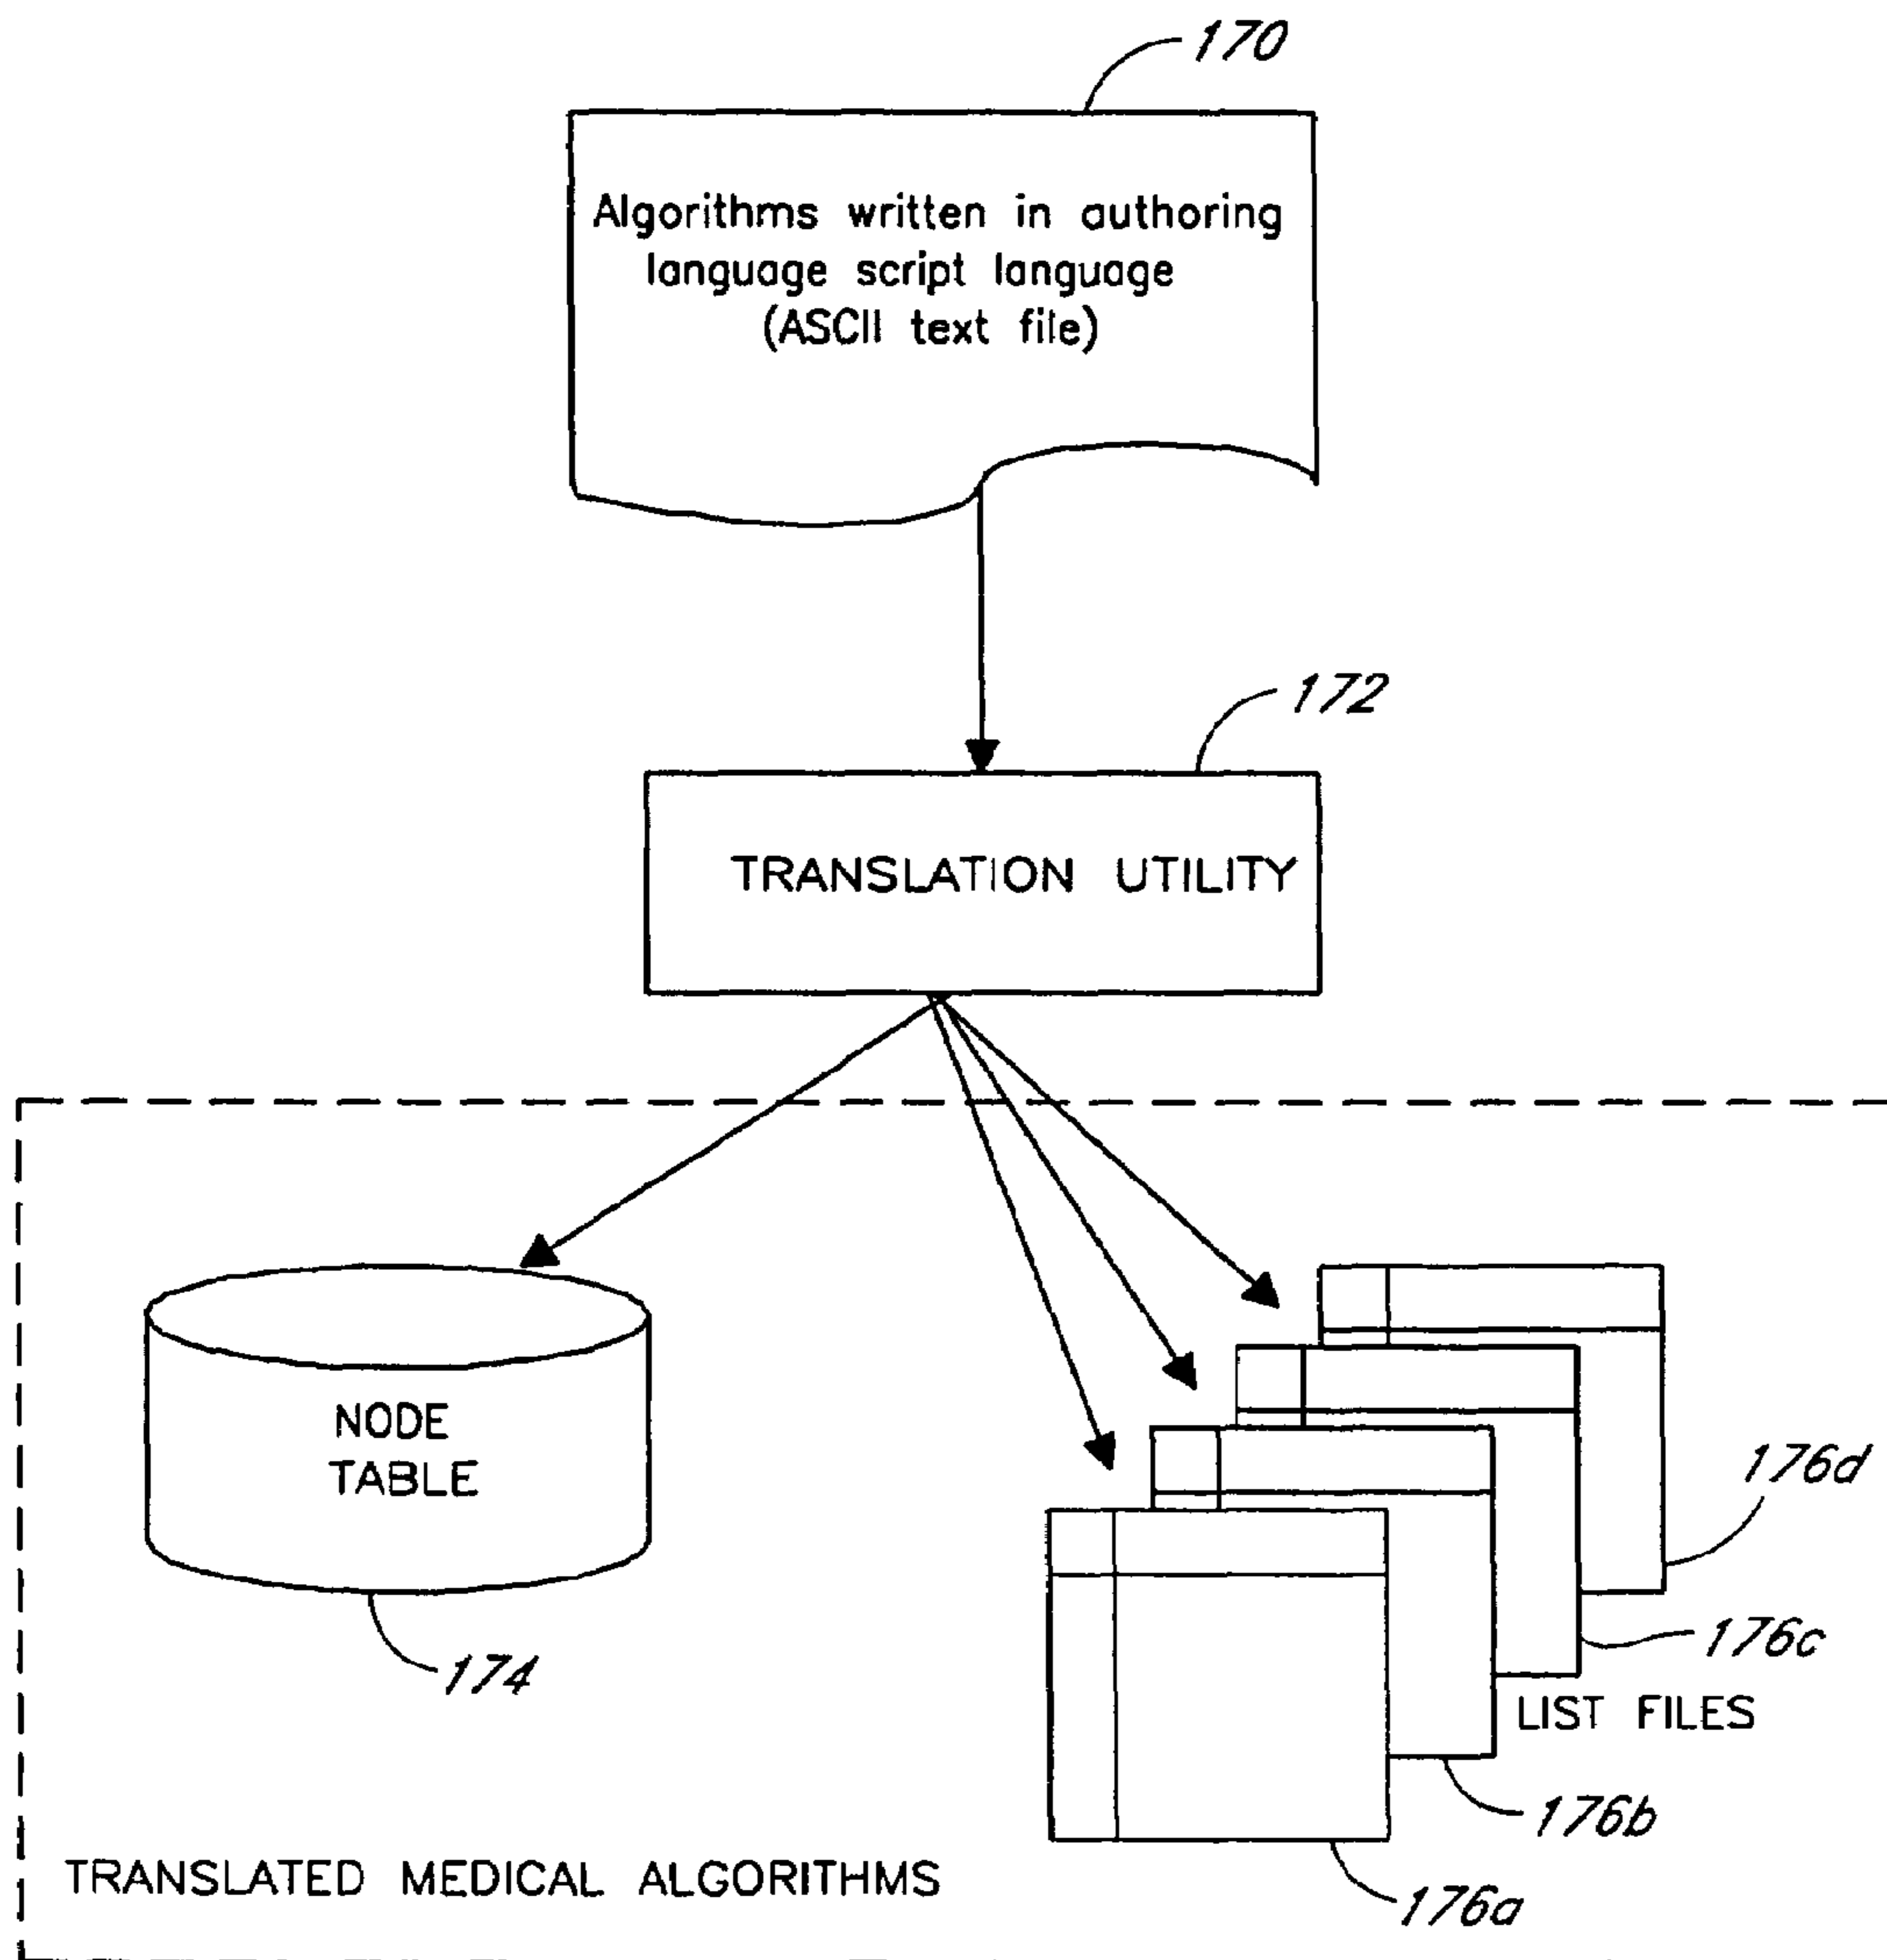 170
Algorithms written in authoring
language script language
(ASCII text file)
172
TRANSLATION UTILITY
NODE
TABLE
174
176d
176c
LIST FILES
176b
176a
TRANSLATED MEDICAL ALGORITHMS